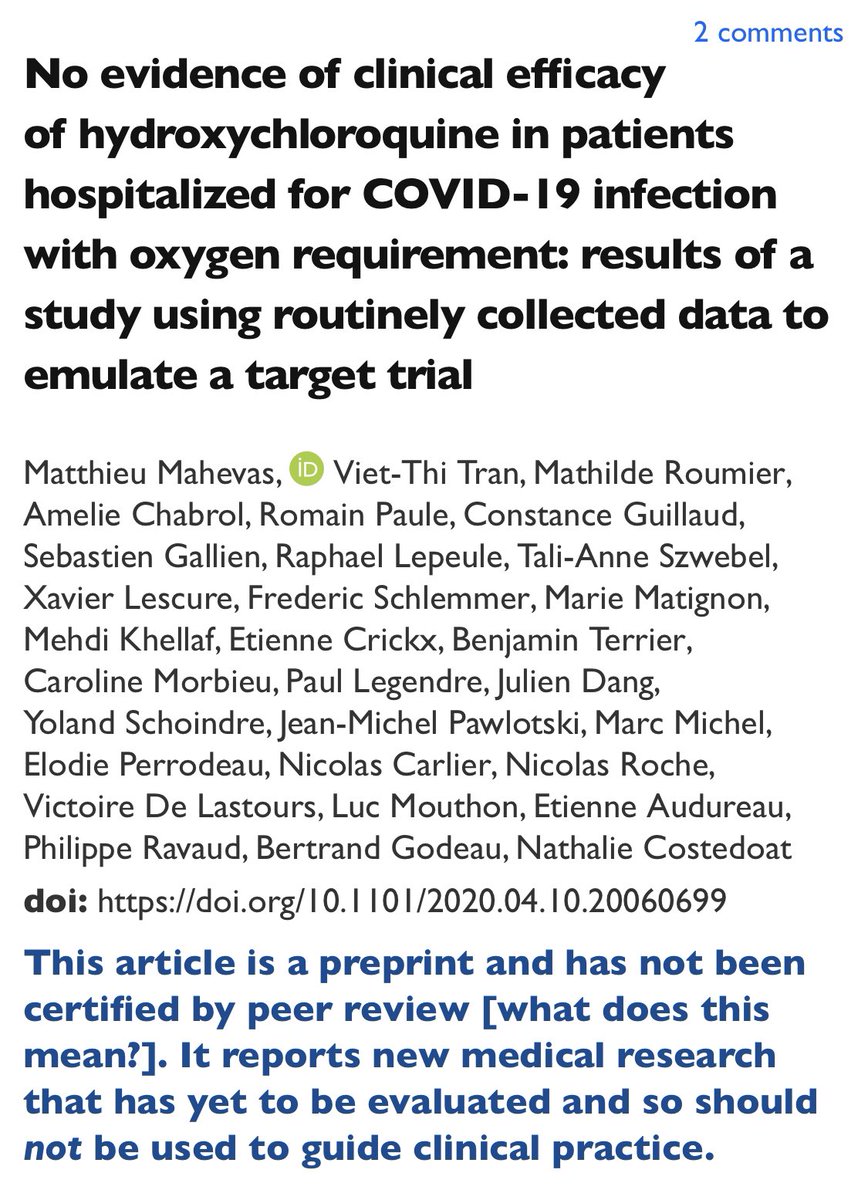 2 comments
No evidence of clinical efficacy
of hydroxychloroquine in patients
hospitalized for COVID-19 infection
with oxygen requirement: results of a
study using routinely collected data to
emulate a target trial
Matthieu Mahevas, iD Viet-Thi Tran, Mathilde Roumier,
Amelie Chabrol, Romain Paule, Constance Guillaud,
Sebastien Gallien, Raphael Lepeule, Tali-Anne Szwebel,
Xavier Lescure, Frederic Schlemmer, Marie Matignon,
Mehdi Khellaf, Etienne Crickx, Benjamin Terrier,
Caroline Morbieu, Paul Legendre, Julien Dang,
Yoland Schoindre, Jean-Michel Pawlotski, Marc Michel,
Elodie Perrodeau, Nicolas Carlier, Nicolas Roche,
Victoire De Lastours, Luc Mouthon, Etienne Audureau,
Philippe Ravaud, Bertrand Godeau, Nathalie Costedoat
doi: https://doi.org/10.1101/2020.04.10.20060699
This article is a preprint and has not been
certified by peer review [what does this
mean?]. It reports new medical research
that has yet to be evaluated and so should
not be used to guide clinical practice.